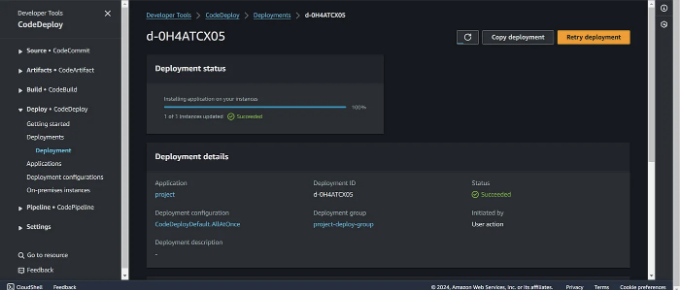 Developer Tools
CodeDeploy
Source • CodeCommit
Artifacts • CodeArtifact
Build • CodeBuild
Deploy • CodeDeploy
Getting started
Deployments
Deployment
Applications
Deployment configurations
On-premises instances
Pipeline • CodePipeline
Settings
Go to resource
Feedback
Developer Tools > CodeDeploy > Deployments > d-0H4ATCX05
d-0H4ATCX05
Copy deployment
Retry deployment
Deployment status
Installing application on your instances
100%
1 of 1 instances updated Succeeded
Deployment details
Application
project
Deployment ID
d-0H4ATCX05
Status
Succeeded
Deployment configuration
CodeDeployDefault.AllAtOnce
Deployment group
project-deploy-group
Initiated by
User action
Deployment description
-
CloudShell Feedback © 2024, Amazon Web Services, Inc. or its affiliates. Privacy Terms Cookie preferences